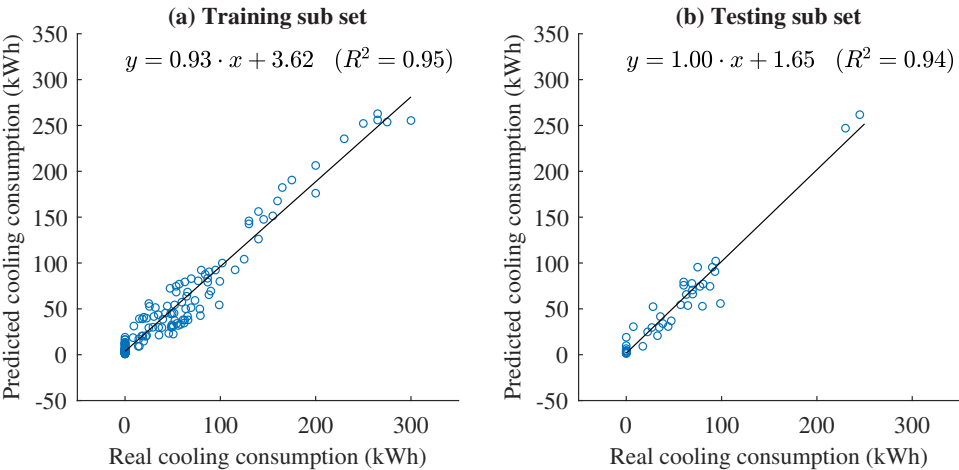 (a) Training sub set
y = 0.93 · x + 3.62 (R² = 0.95)
350
300
250
200
150
100
50
0
-50
Predicted cooling consumption (kWh)
0 100 200 300
Real cooling consumption (kWh)
(b) Testing sub set
y = 1.00 · x + 1.65 (R² = 0.94)
350
300
250
200
150
100
50
0
-50
Predicted cooling consumption (kWh)
0 100 200 300
Real cooling consumption (kWh)